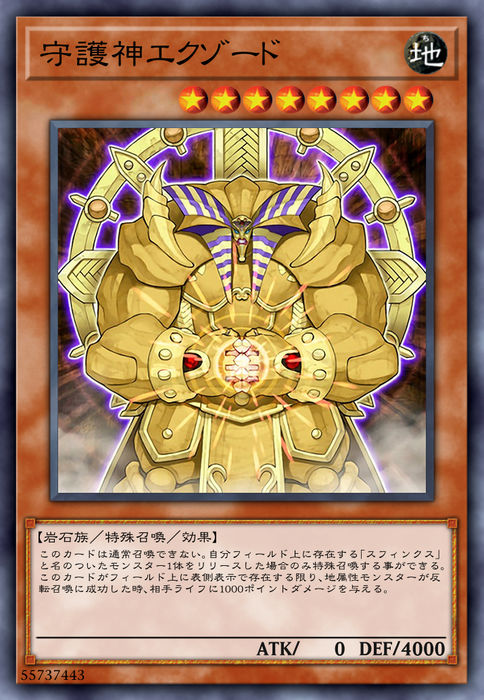 守護神エクゾード
ち
地
【岩石族／特殊召喚／効果】
このカードは通常召喚できない。自分フィールド上に存在する「スフィンクス」
と名のついたモンスター1体をリリースした場合のみ特殊召喚する事ができる。
このカードがフィールド上に表側表示で存在する限り、地属性モンスターが反
転召喚に成功した時、相手ライフに1000ポイントダメージを与える。
ATK/ 0 DEF/4000
55737443